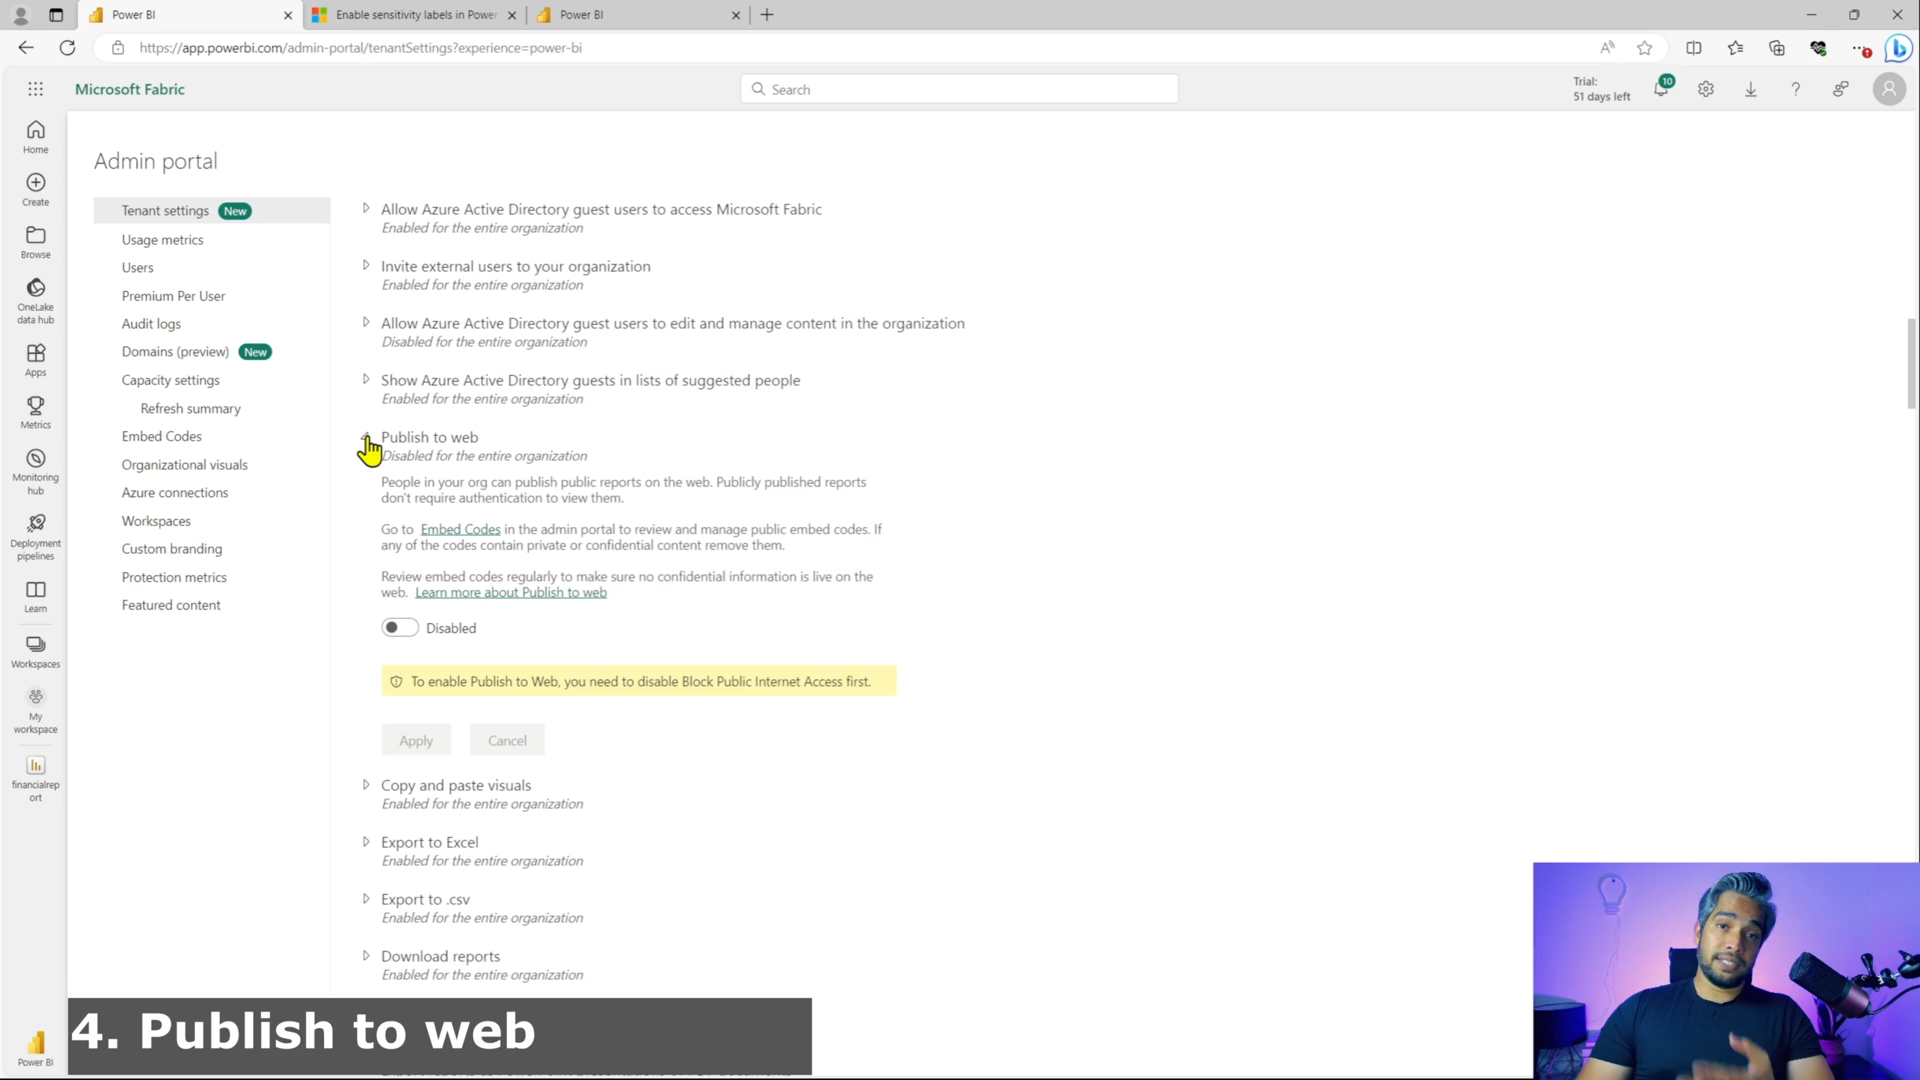 Power BI
Enable sensitivity labels in Power
Power BI
https://app.powerbi.com/admin-portal/tenantSettings?experience=power-bi
Microsoft Fabric
Search
Trial:
51 days left
10
Home
Create
Browse
OneLake
data hub
Apps
Metrics
Monitoring
hub
Deployment
pipelines
Learn
Workspaces
My
workspace
financialrep
ort
Power BI
Admin portal
Tenant settings New
Usage metrics
Users
Premium Per User
Audit logs
Domains (preview) New
Capacity settings
Refresh summary
Embed Codes
Organizational visuals
Azure connections
Workspaces
Custom branding
Protection metrics
Featured content
Allow Azure Active Directory guest users to access Microsoft Fabric
Enabled for the entire organization
Invite external users to your organization
Enabled for the entire organization
Allow Azure Active Directory guest users to edit and manage content in the organization
Disabled for the entire organization
Show Azure Active Directory guests in lists of suggested people
Enabled for the entire organization
Publish to web
Disabled for the entire organization
People in your org can publish public reports on the web. Publicly published reports
don't require authentication to view them.
Go to Embed Codes in the admin portal to review and manage public embed codes. If
any of the codes contain private or confidential content remove them.
Review embed codes regularly to make sure no confidential information is live on the
web. Learn more about Publish to web
Disabled
To enable Publish to Web, you need to disable Block Public Internet Access first.
Apply Cancel
Copy and paste visuals
Enabled for the entire organization
Export to Excel
Enabled for the entire organization
Export to .csv
Enabled for the entire organization
Download reports
Enabled for the entire organization
4. Publish to web